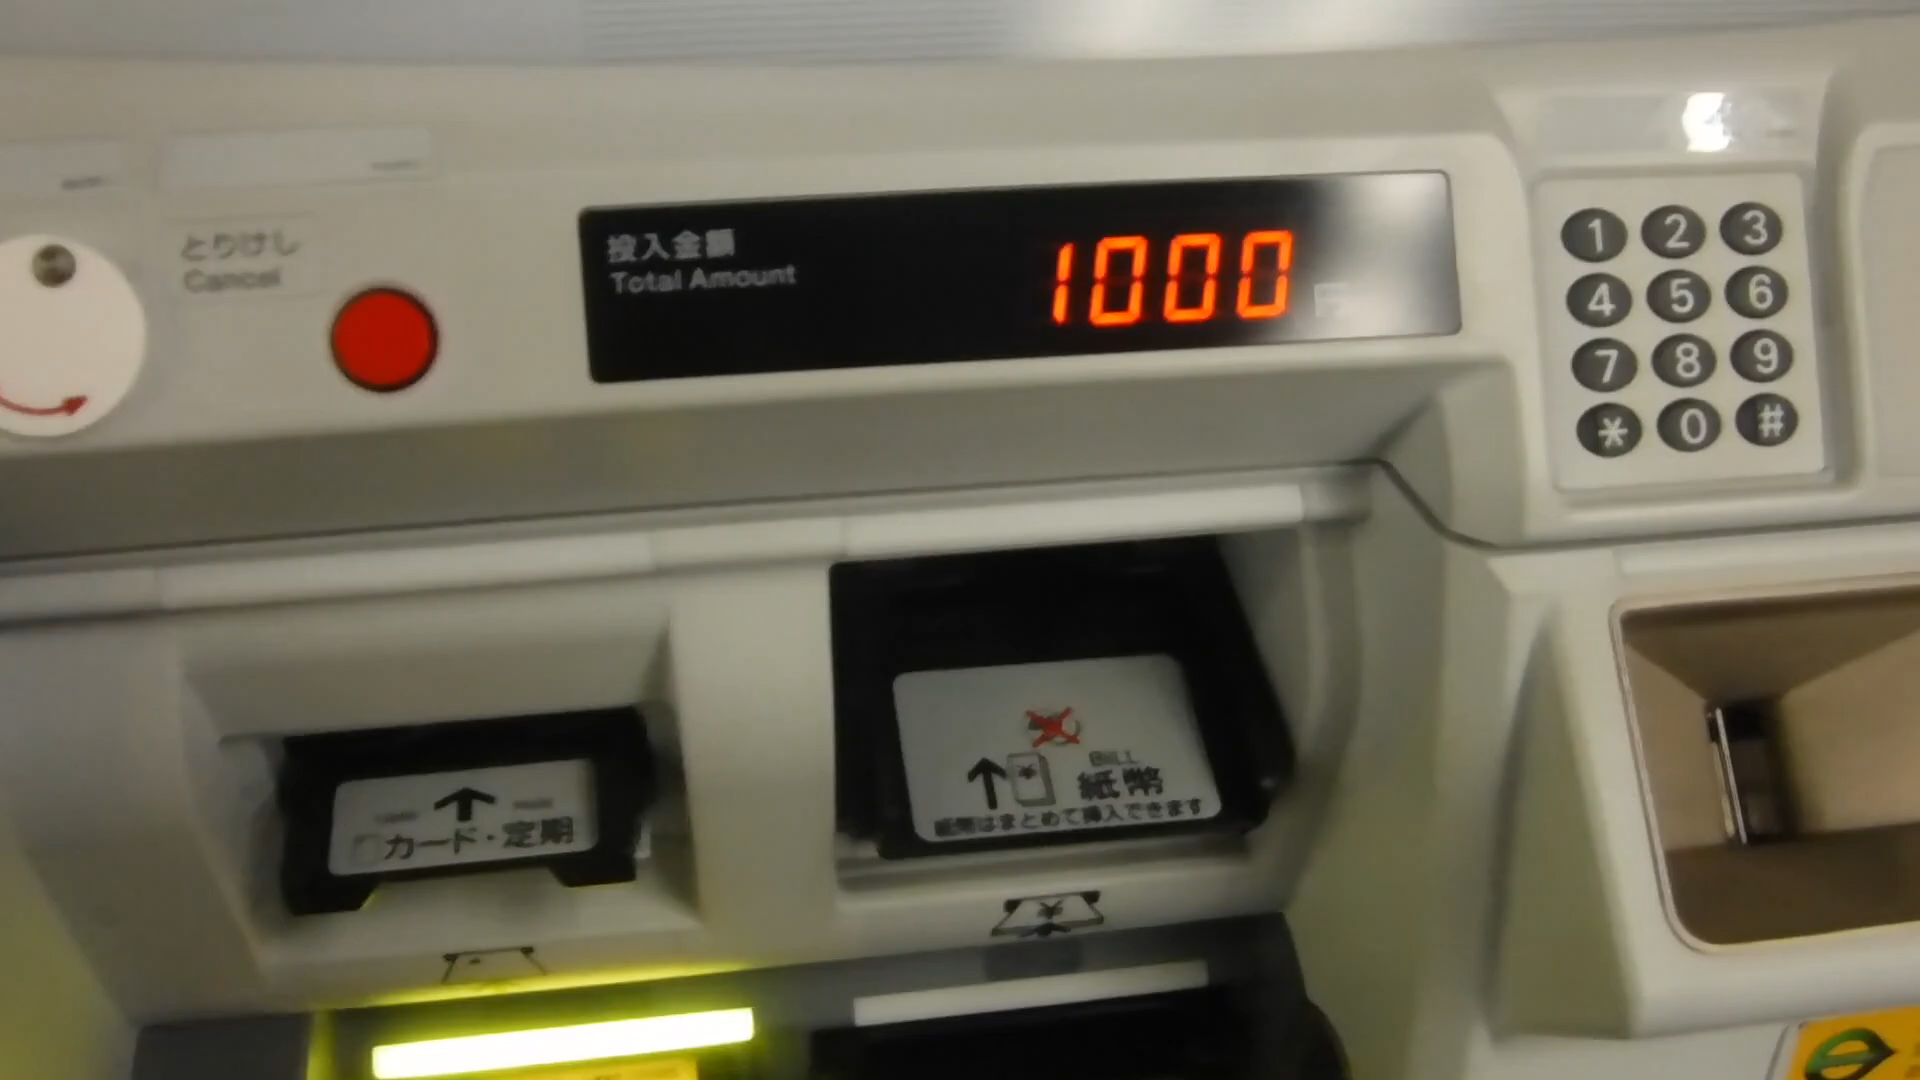 とりけし
Cancel
投入金額
Total Amount
1000
円
1 2 3
4 5 6
7 8 9
* 0 #
カード・定期
BILL
¥ 紙幣
紙幣はまとめて挿入できます
¥